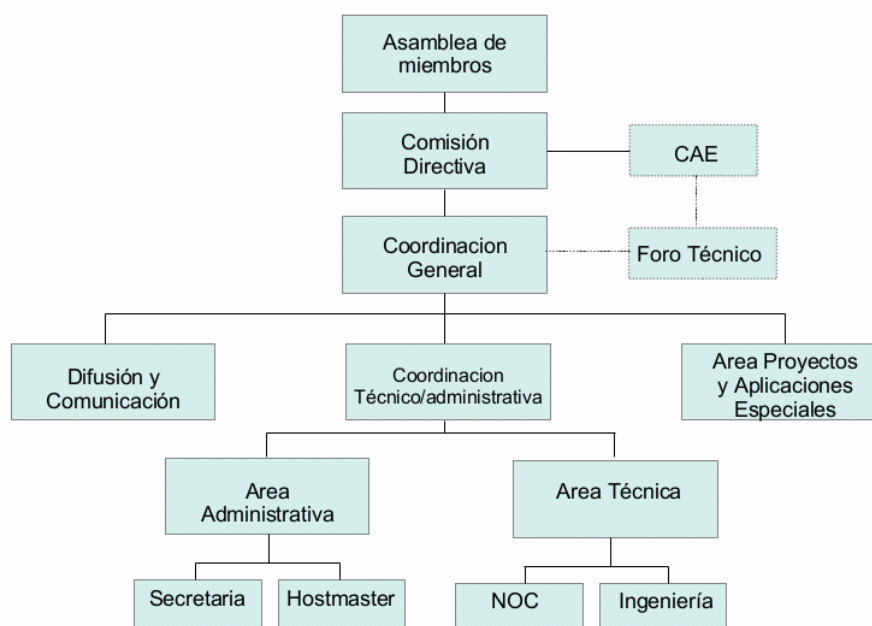 Asamblea de
miembros
Comisión
Directiva
CAE
Coordinacion
General
Foro Técnico
Difusión y
Comunicación
Coordinacion
Técnico/administrativa
Area Proyectos
y Aplicaciones
Especiales
Area
Administrativa
Area Técnica
Secretaria
Hostmaster
NOC
Ingeniería